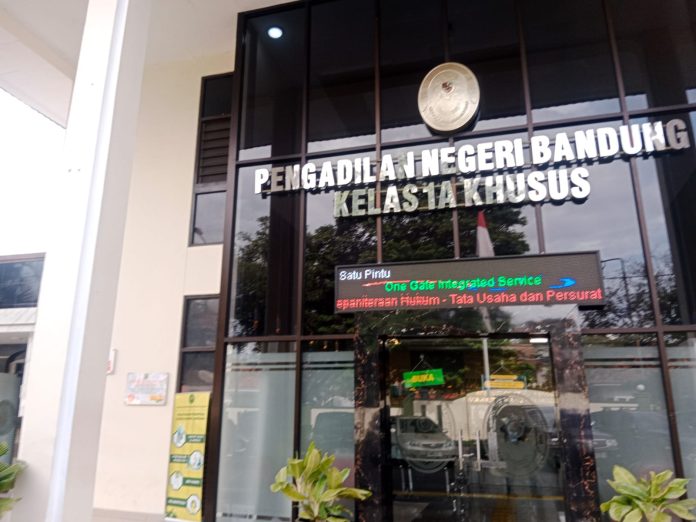 PENGADILAN NEGERI BANDUNG
KELAS 1A KHUSUS
Satu Pintu
One Gate Integrated Service
epaniteraan Hukum - Tata Usaha dan Persurat
BUKA